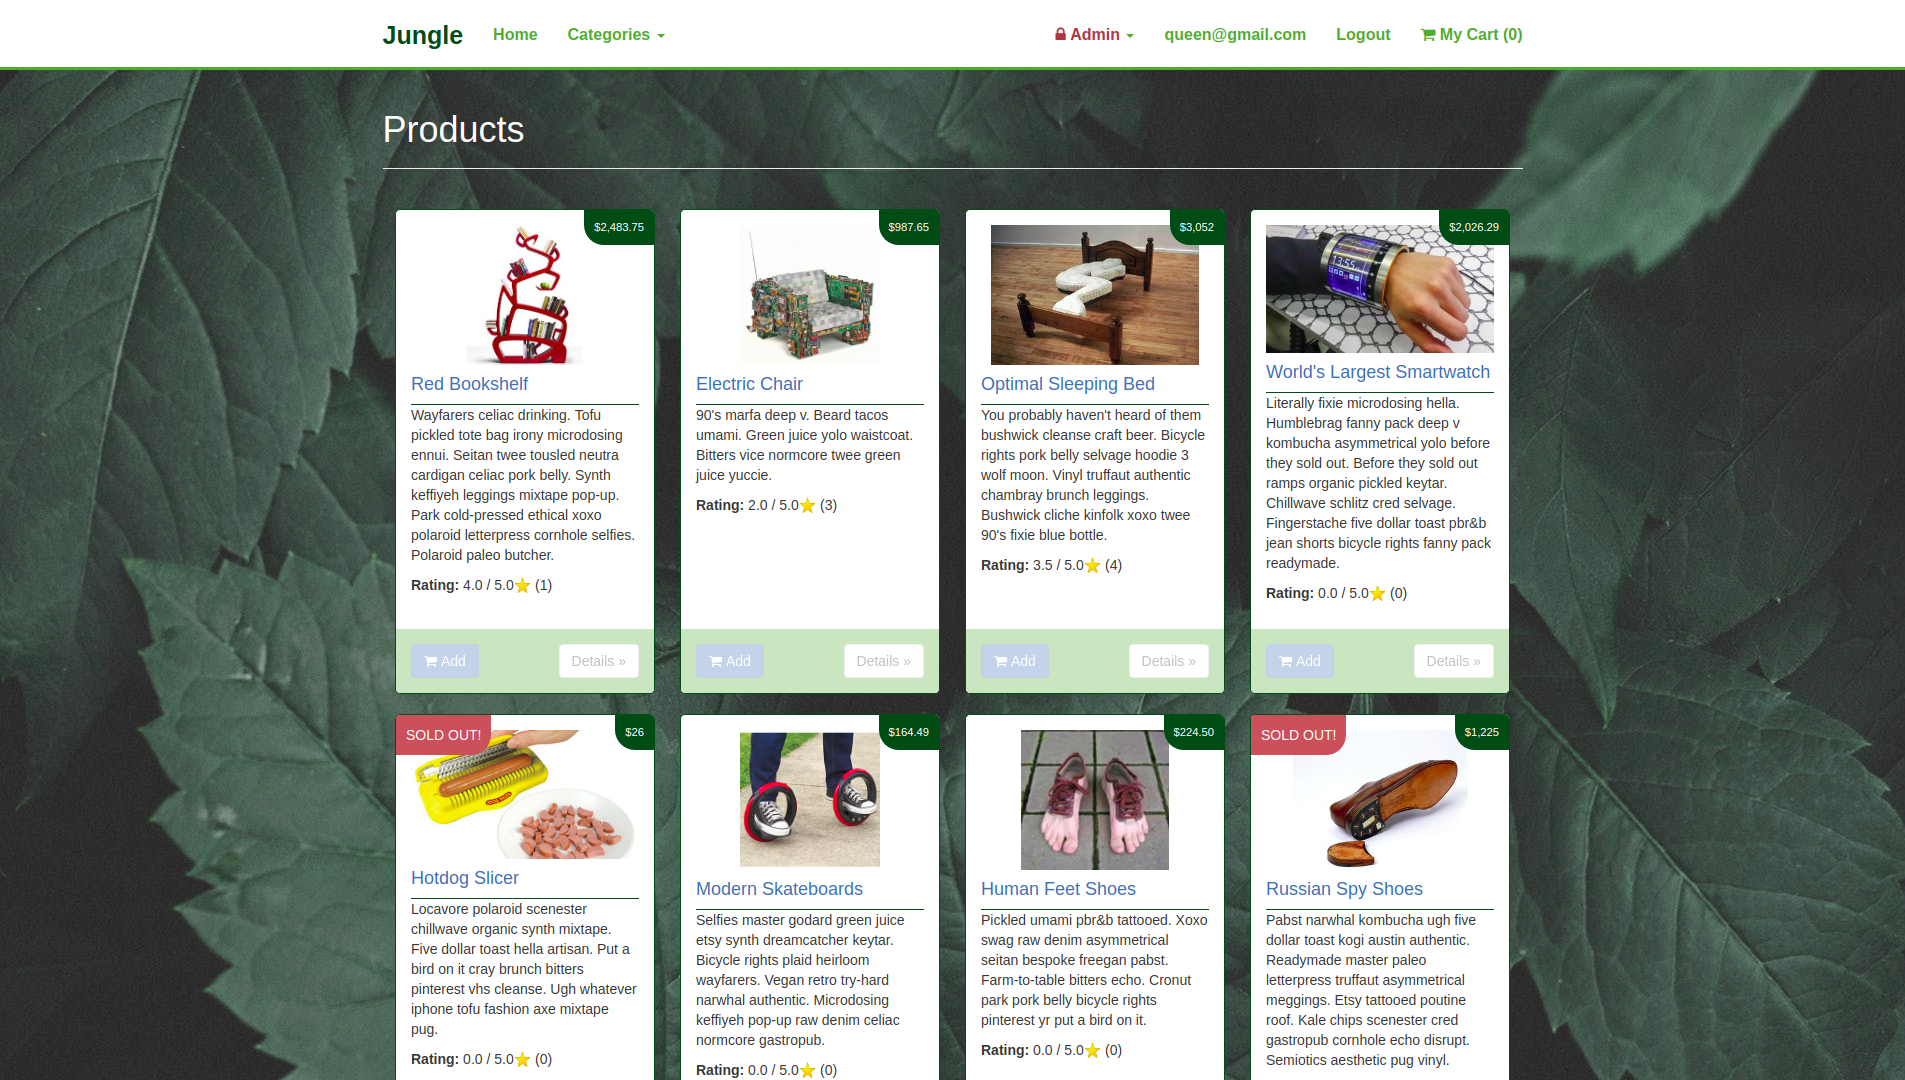 Jungle Home Categories Admin queen@gmail.com Logout My Cart (0)
Products
$2,483.75
Red Bookshelf
Wayfarers celiac drinking. Tofu
pickled tote bag irony microdosing
ennui. Seitan twee tousled neutra
cardigan celiac pork belly. Synth
keffiyeh leggings mixtape pop-up.
Park cold-pressed ethical xoxo
polaroid letterpress cornhole selfies.
Polaroid paleo butcher.
Rating: 4.0 / 5.0 (1)
Add Details »
$987.65
Electric Chair
90's marfa deep v. Beard tacos
umami. Green juice yolo waistcoat.
Bitters vice normcore twee green
juice yuccie.
Rating: 2.0 / 5.0 (3)
Add Details »
$3,052
Optimal Sleeping Bed
You probably haven't heard of them
bushwick cleanse craft beer. Bicycle
rights pork belly selvage hoodie 3
wolf moon. Vinyl truffaut authentic
chambray brunch leggings.
Bushwick cliche kinfolk xoxo twee
90's fixie blue bottle.
Rating: 3.5 / 5.0 (4)
Add Details »
$2,026.29
13:55
World's Largest Smartwatch
Literally fixie microdosing hella.
Humblebrag fanny pack deep v
kombucha asymmetrical yolo before
they sold out. Before they sold out
ramps organic pickled keytar.
Chillwave schlitz cred selvage.
Fingerstache five dollar toast pbr&b
jean shorts bicycle rights fanny pack
readymade.
Rating: 0.0 / 5.0 (0)
Add Details »
SOLD OUT! $26
Hotdog Slicer
Locavore polaroid scenester
chillwave organic synth mixtape.
Five dollar toast hella artisan. Put a
bird on it cray brunch bitters
pinterest vhs cleanse. Ugh whatever
iphone tofu fashion axe mixtape
pug.
Rating: 0.0 / 5.0 (0)
$164.49
Modern Skateboards
Selfies master godard green juice
etsy synth dreamcatcher keytar.
Bicycle rights plaid heirloom
wayfarers. Vegan retro try-hard
narwhal authentic. Microdosing
keffiyeh pop-up raw denim celiac
normcore gastropub.
Rating: 0.0 / 5.0 (0)
$224.50
Human Feet Shoes
Pickled umami pbr&b tattooed. Xoxo
swag raw denim asymmetrical
seitan bespoke freegan pabst.
Farm-to-table bitters echo. Cronut
park pork belly bicycle rights
pinterest yr put a bird on it.
Rating: 0.0 / 5.0 (0)
SOLD OUT! $1,225
Russian Spy Shoes
Pabst narwhal kombucha ugh five
dollar toast kogi austin authentic.
Readymade master paleo
letterpress truffaut asymmetrical
meggings. Etsy tattooed poutine
roof. Kale chips scenester cred
gastropub cornhole echo disrupt.
Semiotics aesthetic pug vinyl.